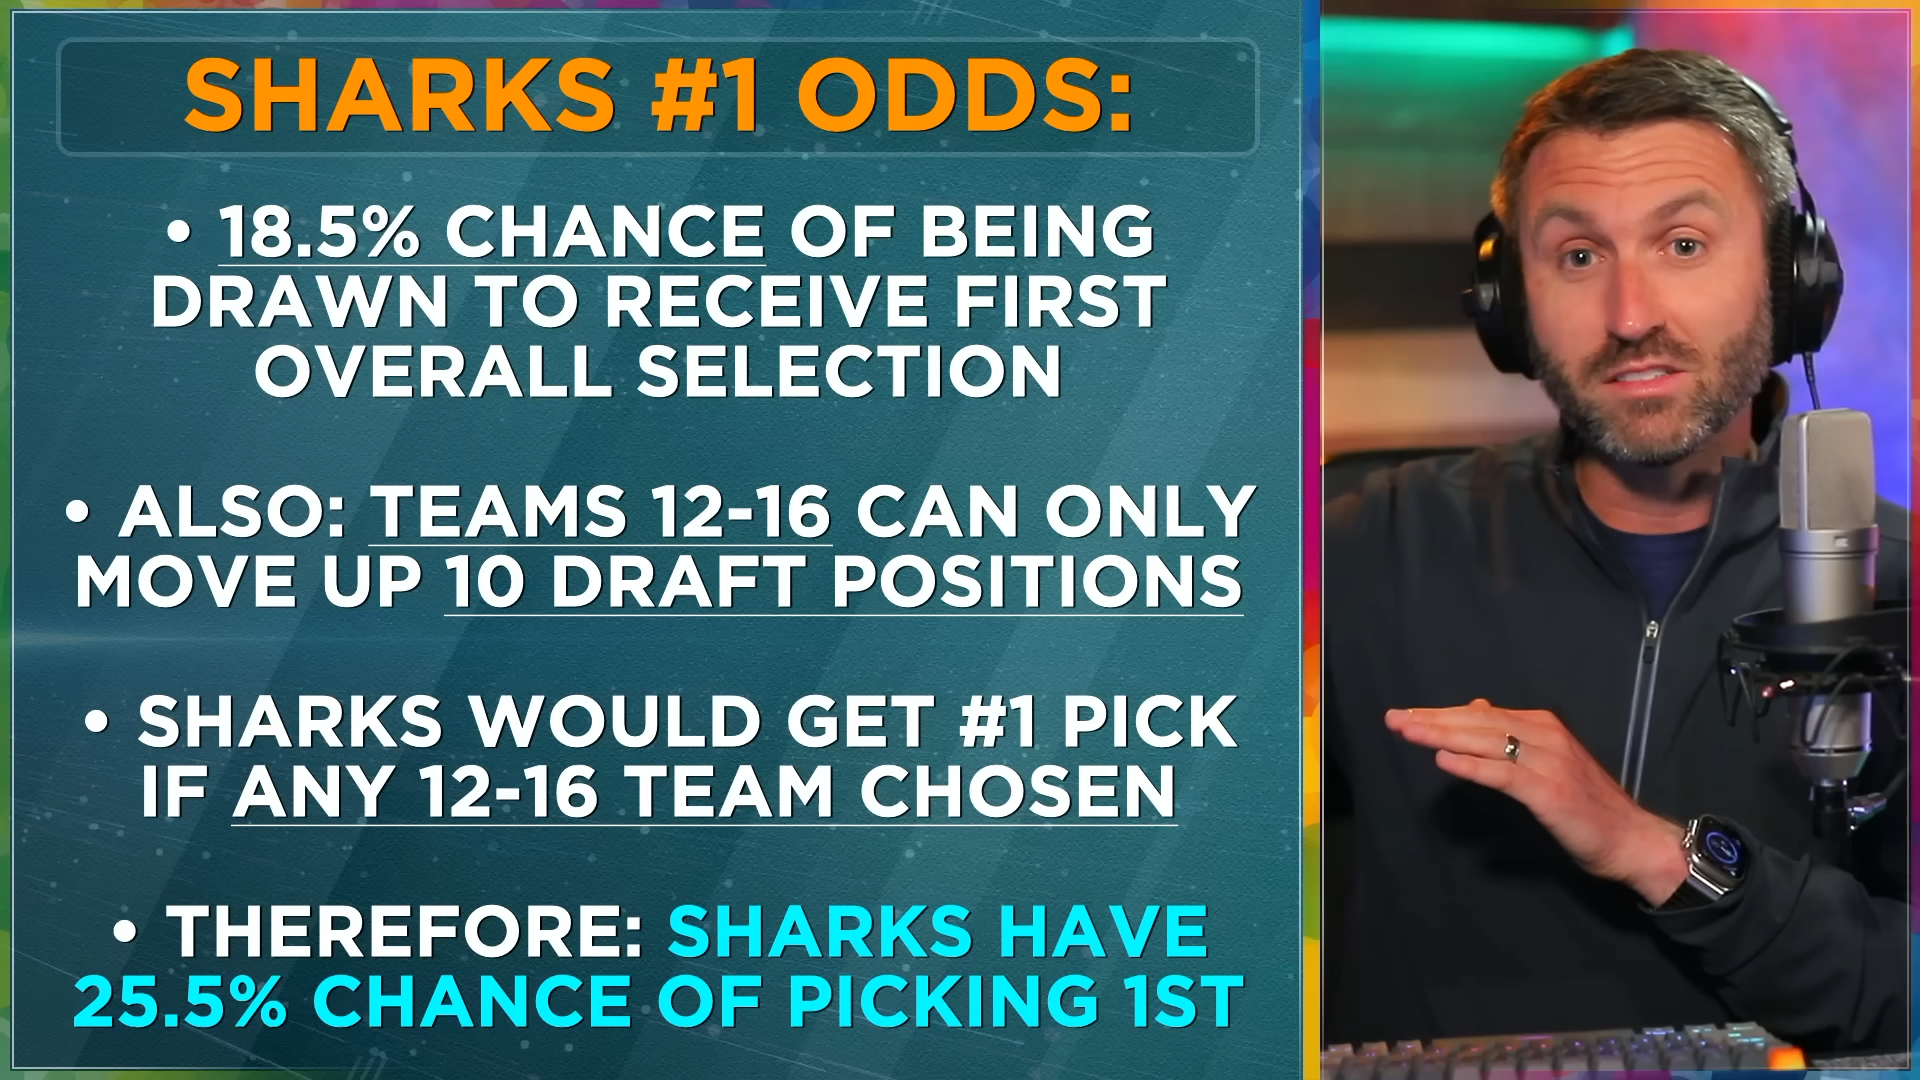 SHARKS #1 ODDS:
• 18.5% CHANCE OF BEING
DRAWN TO RECEIVE FIRST
OVERALL SELECTION
• ALSO: TEAMS 12-16 CAN ONLY
MOVE UP 10 DRAFT POSITIONS
• SHARKS WOULD GET #1 PICK
IF ANY 12-16 TEAM CHOSEN
• THEREFORE: SHARKS HAVE
25.5% CHANCE OF PICKING 1ST